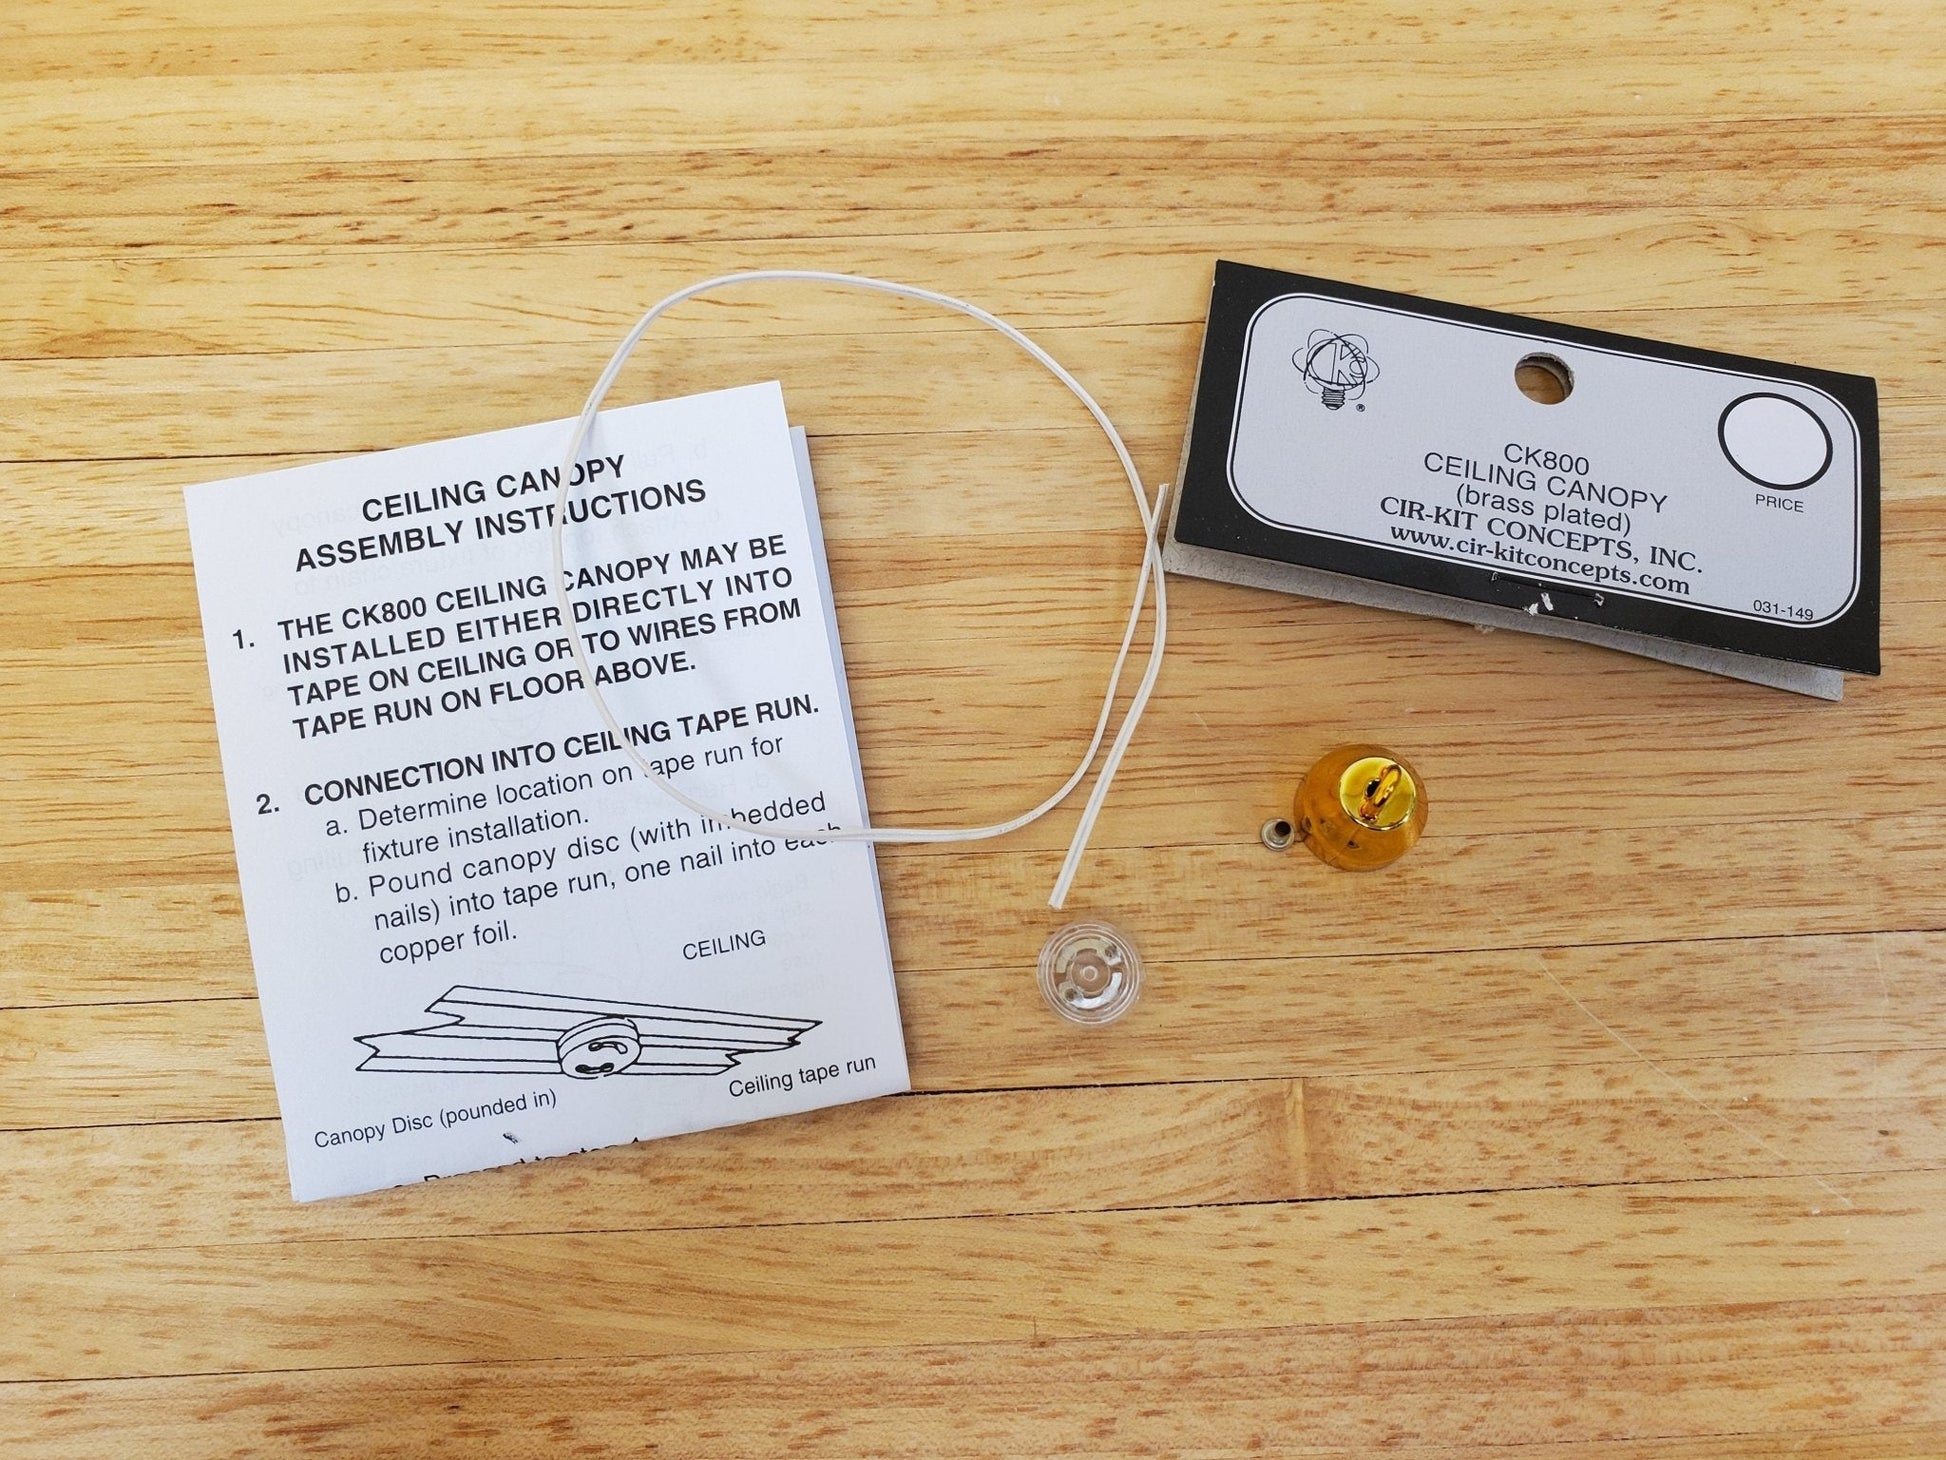 CEILING CANOPY
ASSEMBLY INSTRUCTIONS
1. THE CK800 CEILING CANOPY MAY BE
INSTALLED EITHER DIRECTLY INTO
TAPE ON CEILING OR TO WIRES FROM
TAPE RUN ON FLOOR ABOVE.
2. CONNECTION INTO CEILING TAPE RUN.
a. Determine location on tape run for
fixture installation.
b. Pound canopy disc (with imbedded
nails) into tape run, one nail into each
copper foil.
CEILING
Ceiling tape run
Canopy Disc (pounded in)
CK
®
CK800
CEILING CANOPY
(brass plated)
CIR-KIT CONCEPTS, INC.
www.cir-kitconcepts.com
PRICE
031-149